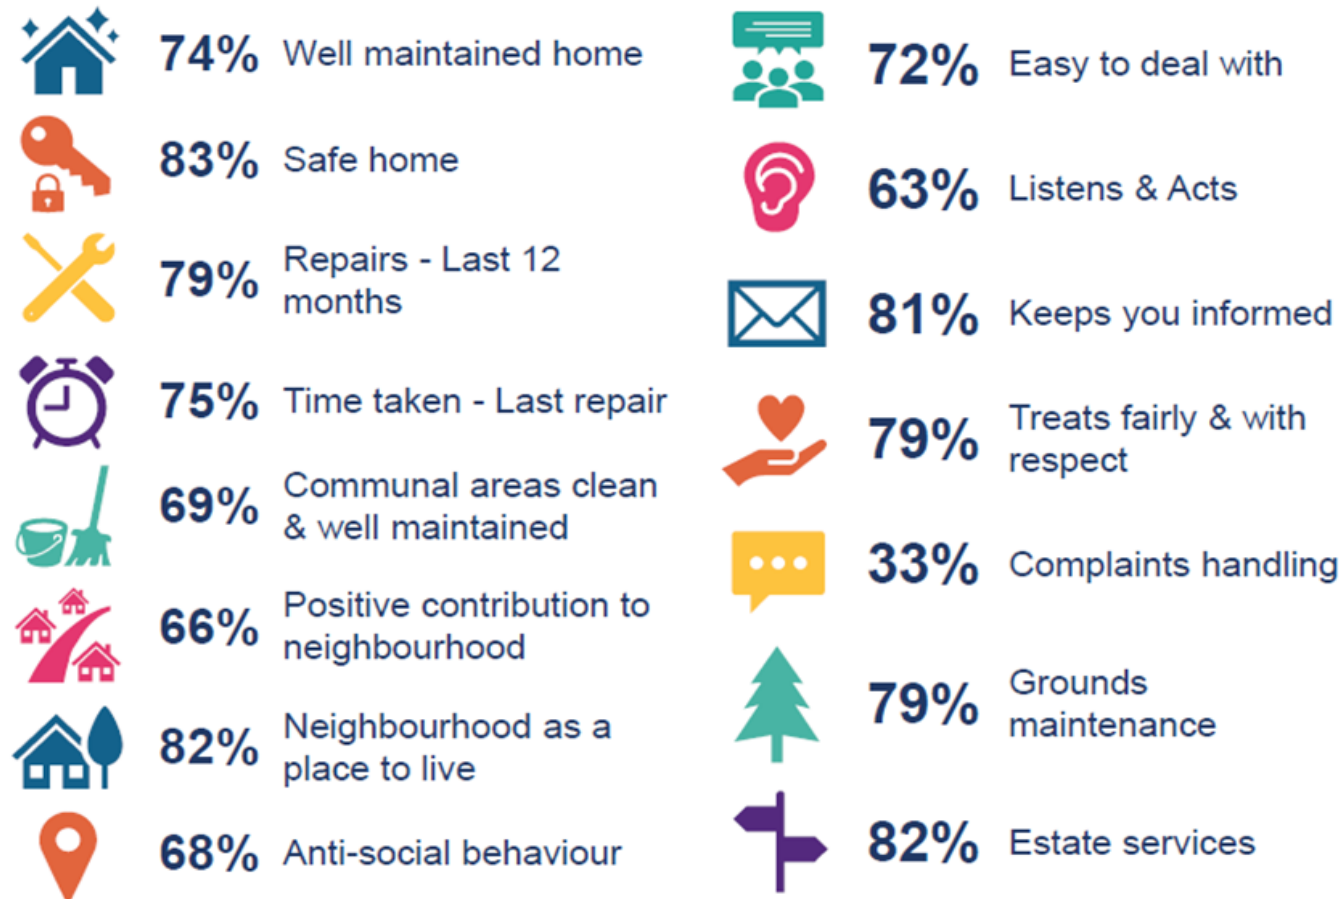 74% Well maintained home
83% Safe home
79% Repairs - Last 12
months
75% Time taken - Last repair
69% Communal areas clean
& well maintained
66% Positive contribution to
neighbourhood
82% Neighbourhood as a
place to live
68% Anti-social behaviour
72% Easy to deal with
63% Listens & Acts
81% Keeps you informed
79% Treats fairly & with
respect
33% Complaints handling
79% Grounds
maintenance
82% Estate services